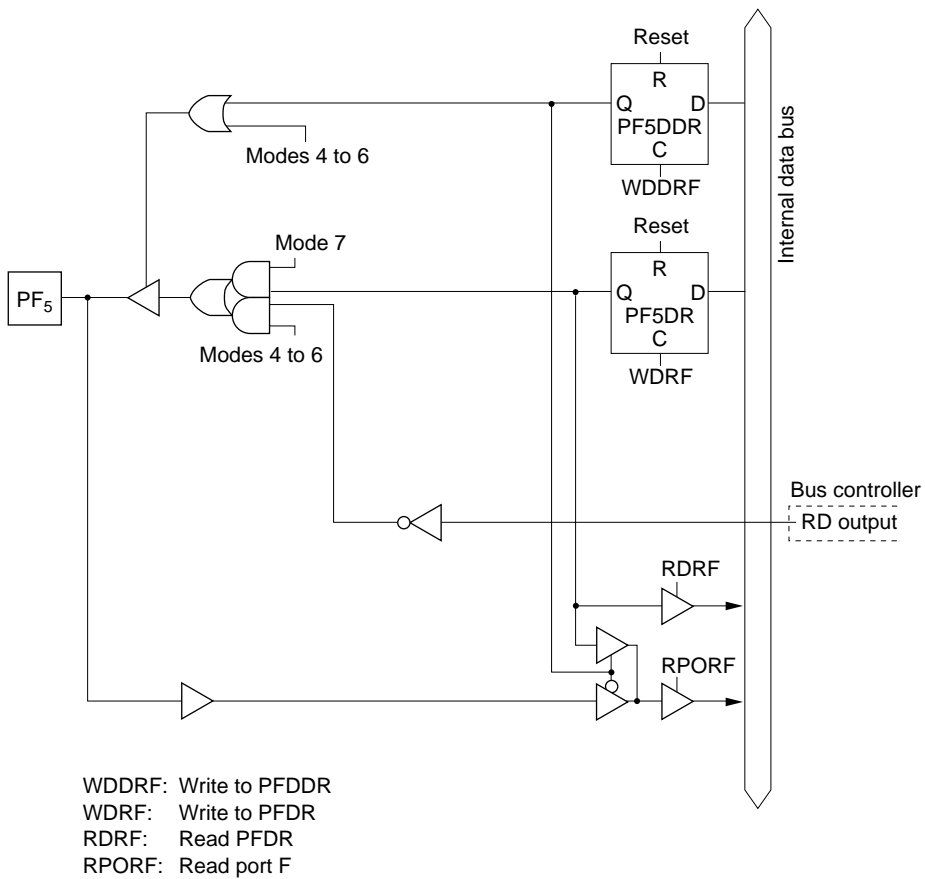 Reset
R
Q D
PF5DDR
C
WDDRF
Modes 4 to 6
Internal data bus
Reset
R
Q D
PF5DR
C
WDRF
Mode 7
PF5
Modes 4 to 6
Bus controller
RD output
RDRF
RPORF
WDDRF: Write to PFDDR
WDRF: Write to PFDR
RDRF: Read PFDR
RPORF: Read port F